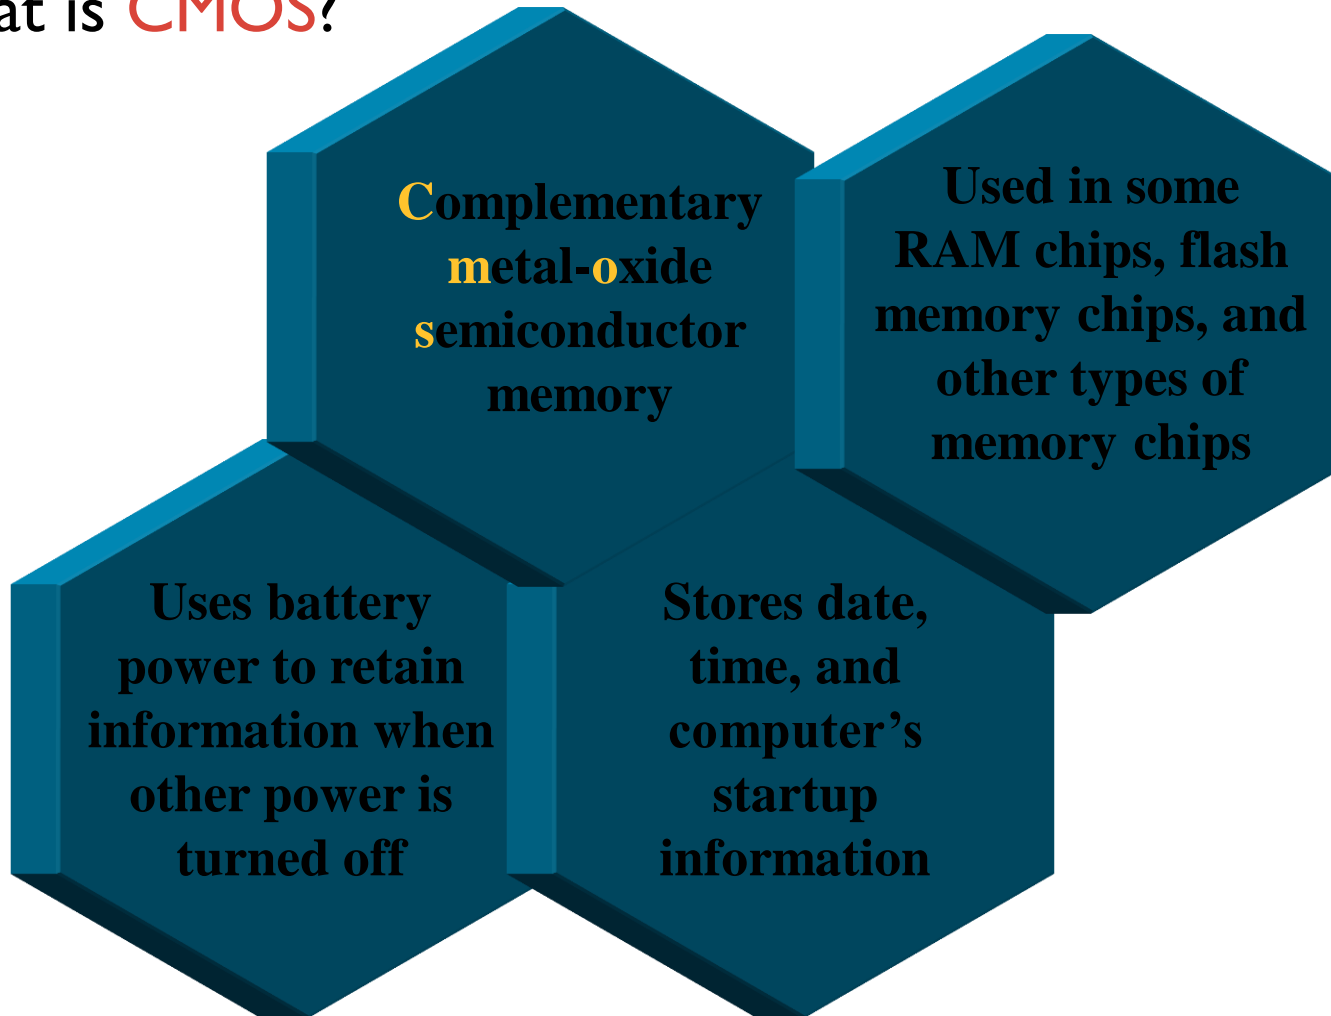 at is CMOS?
Complementary
metal-oxide
semiconductor
memory
Used in some
RAM chips, flash
memory chips, and
other types of
memory chips
Uses battery
power to retain
information when
other power is
turned off
Stores date,
time, and
computer’s
startup
information